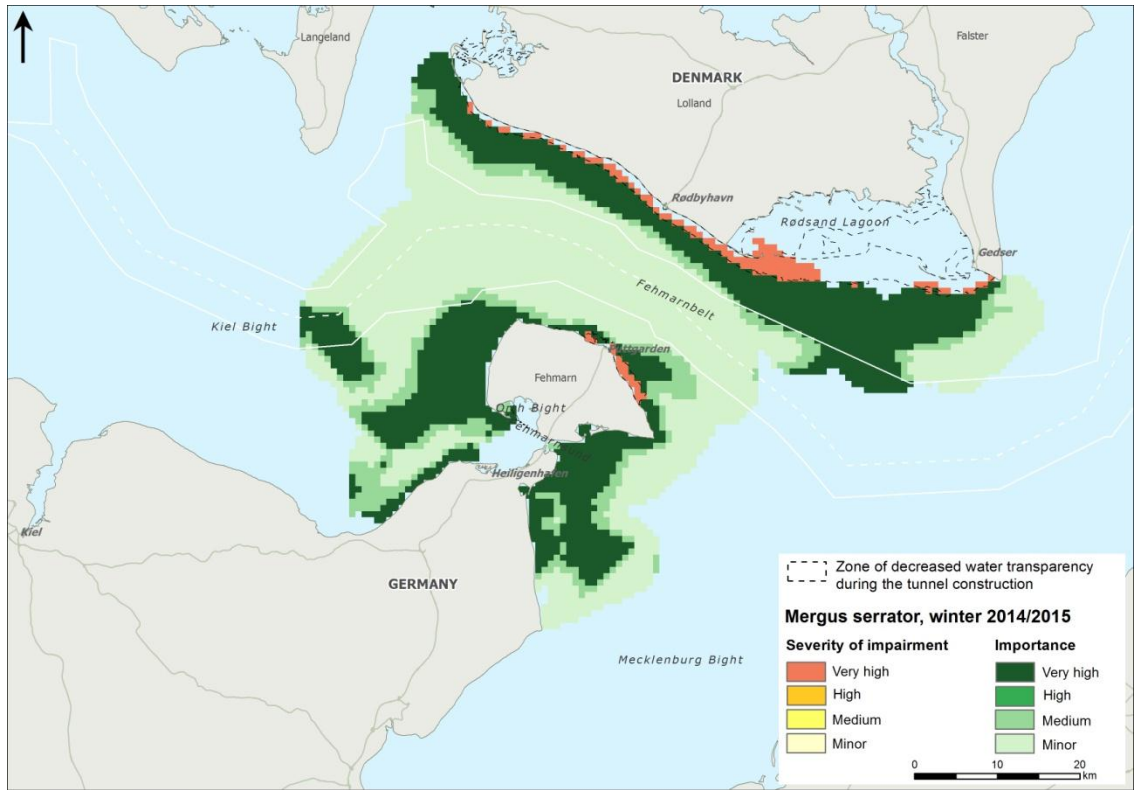 Langeland
Falster
DENMARK
Lolland
Rødbyhavn
Rødsand Lagoon
Gedser
Fehmarnbelt
Kiel Bight
Puttgarden
Fehmarn
Orth Bight
Fehmarnsund
Heiligenhafen
Kiel
GERMANY
Mecklenburg Bight
Zone of decreased water transparency
during the tunnel construction
Mergus serrator, winter 2014/2015
Severity of impairment Importance
Very high Very high
High High
Medium Medium
Minor Minor
0 10 20
km